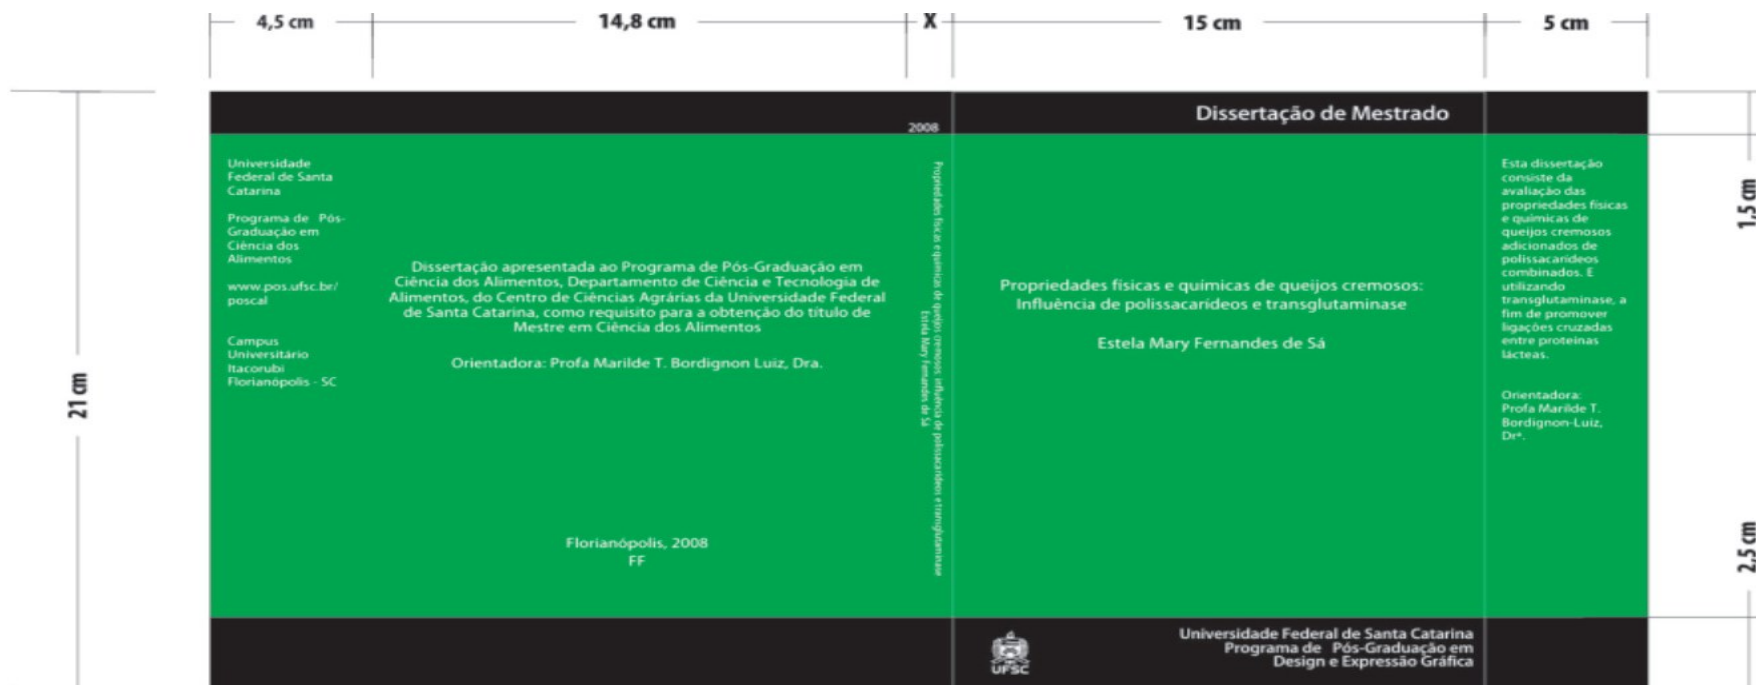 4,5 cm
14,8 cm
X
15 cm
5 cm
21 cm
1,5 cm
2,5 cm
Universidade
Federal de Santa
Catarina
Programa de Pós-
Graduação em
Ciência dos
Alimentos
www.pos.ufsc.br/
poscal
Campus
Universitário
Itacorubi
Florianópolis - SC
Dissertação apresentada ao Programa de Pós-Graduação em
Ciência dos Alimentos, Departamento de Ciência e Tecnologia de
Alimentos, do Centro de Ciências Agrárias da Universidade Federal
de Santa Catarina, como requisito para a obtenção do título de
Mestre em Ciência dos Alimentos
Orientadora: Profa Marilde T. Bordignon Luiz, Dra.
Florianópolis, 2008
FF
2008
Propriedades físicas e químicas de queijos cremosos: influência de polissacarídeos e transglutaminase
Estela Mary Fernandes de Sá
Dissertação de Mestrado
Propriedades físicas e químicas de queijos cremosos:
Influência de polissacarídeos e transglutaminase
Estela Mary Fernandes de Sá
UFSC
Universidade Federal de Santa Catarina
Programa de Pós-Graduação em
Design e Expressão Gráfica
Esta dissertação
consiste da
avaliação das
propriedades físicas
e químicas de
queijos cremosos
adicionados de
polissacarídeos
combinados. E
utilizando
transglutaminase, a
fim de promover
ligações cruzadas
entre proteínas
lácteas.
Orientadora:
Profa Marilde T.
Bordignon-Luiz,
Drª.